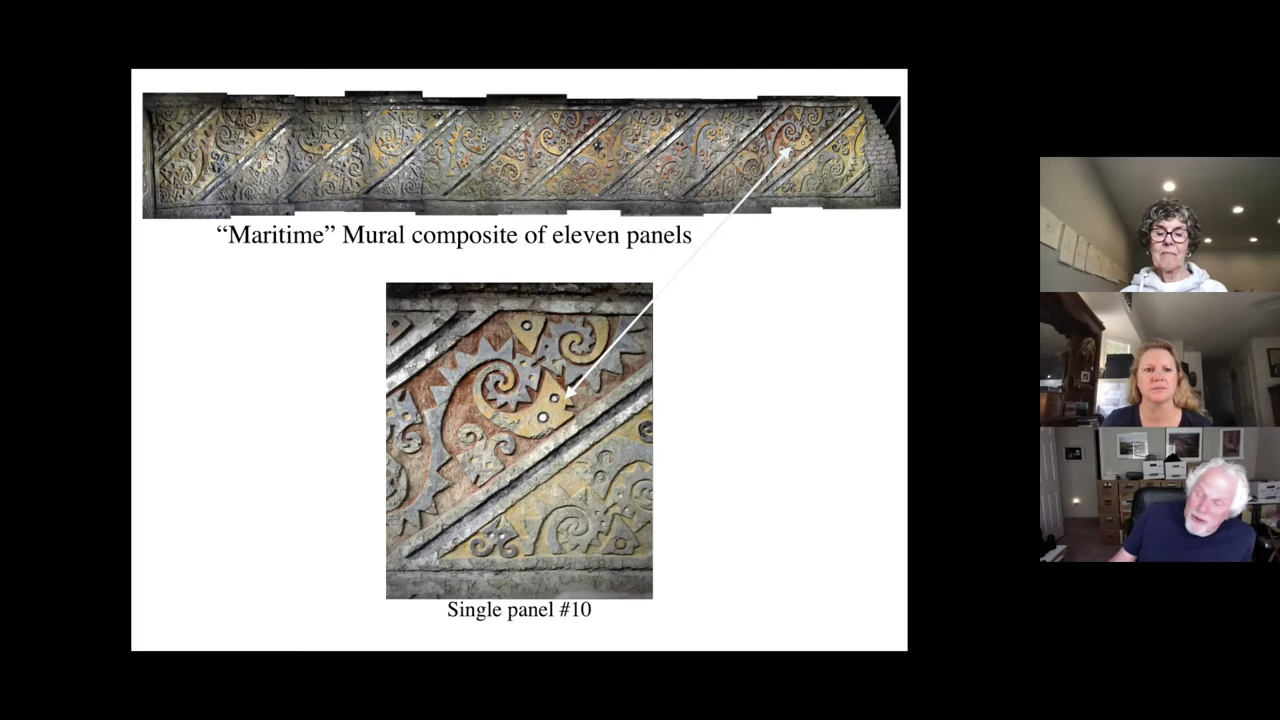 “Maritime” Mural composite of eleven panels
Single panel #10